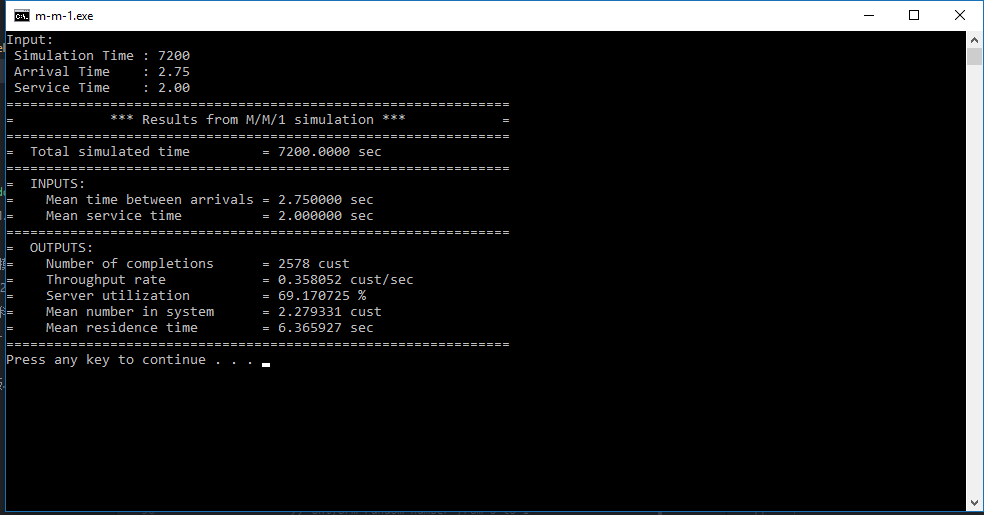 m-m-1.exe
Input:
 Simulation Time : 7200
 Arrival Time    : 2.75
 Service Time    : 2.00
===============================================================
=            *** Results from M/M/1 simulation ***            =
===============================================================
=  Total simulated time         = 7200.0000 sec
===============================================================
=  INPUTS:
=    Mean time between arrivals = 2.750000 sec
=    Mean service time          = 2.000000 sec
===============================================================
=  OUTPUTS:
=    Number of completions      = 2578 cust
=    Throughput rate            = 0.358052 cust/sec
=    Server utilization         = 69.170725 %
=    Mean number in system      = 2.279331 cust
=    Mean residence time        = 6.365927 sec
===============================================================
Press any key to continue . . .